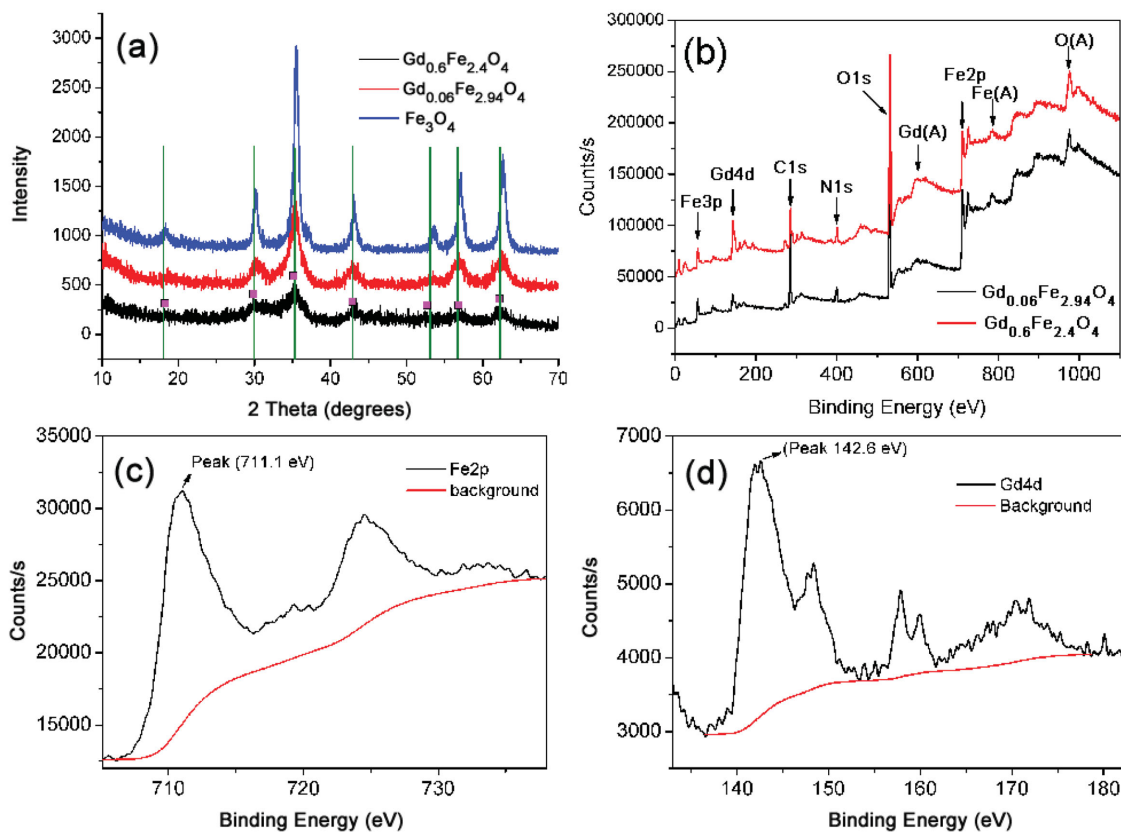 (a)
Gd0.6Fe2.4O4
Gd0.06Fe2.94O4
Fe3O4
3000
2500
2000
1500
1000
500
0
Intensity
10 20 30 40 50 60 70
2 Theta (degrees)
(b)
300000
250000
200000
150000
100000
50000
0
Counts/s
Fe3p
Gd4d
C1s
N1s
O1s
Gd(A)
Fe2p
Fe(A)
O(A)
Gd0.06Fe2.94O4
Gd0.6Fe2.4O4
0 200 400 600 800 1000
Binding Energy (eV)
(c)
Peak (711.1 eV)
Fe2p
background
35000
30000
25000
20000
15000
Counts/s
710 720 730
Binding Energy (eV)
(d)
(Peak 142.6 eV)
Gd4d
Background
7000
6000
5000
4000
3000
Counts/s
140 150 160 170 180
Binding Energy (eV)